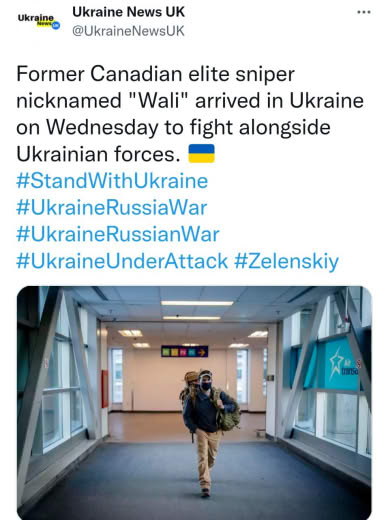 Ukraine
News UK
Ukraine News UK
@UkraineNewsUK
Former Canadian elite sniper
nicknamed "Wali" arrived in Ukraine
on Wednesday to fight alongside
Ukrainian forces. 🇺🇦
#StandWithUkraine
#UkraineRussiaWar
#UkraineRussianWar
#UkraineUnderAttack #Zelenskiy